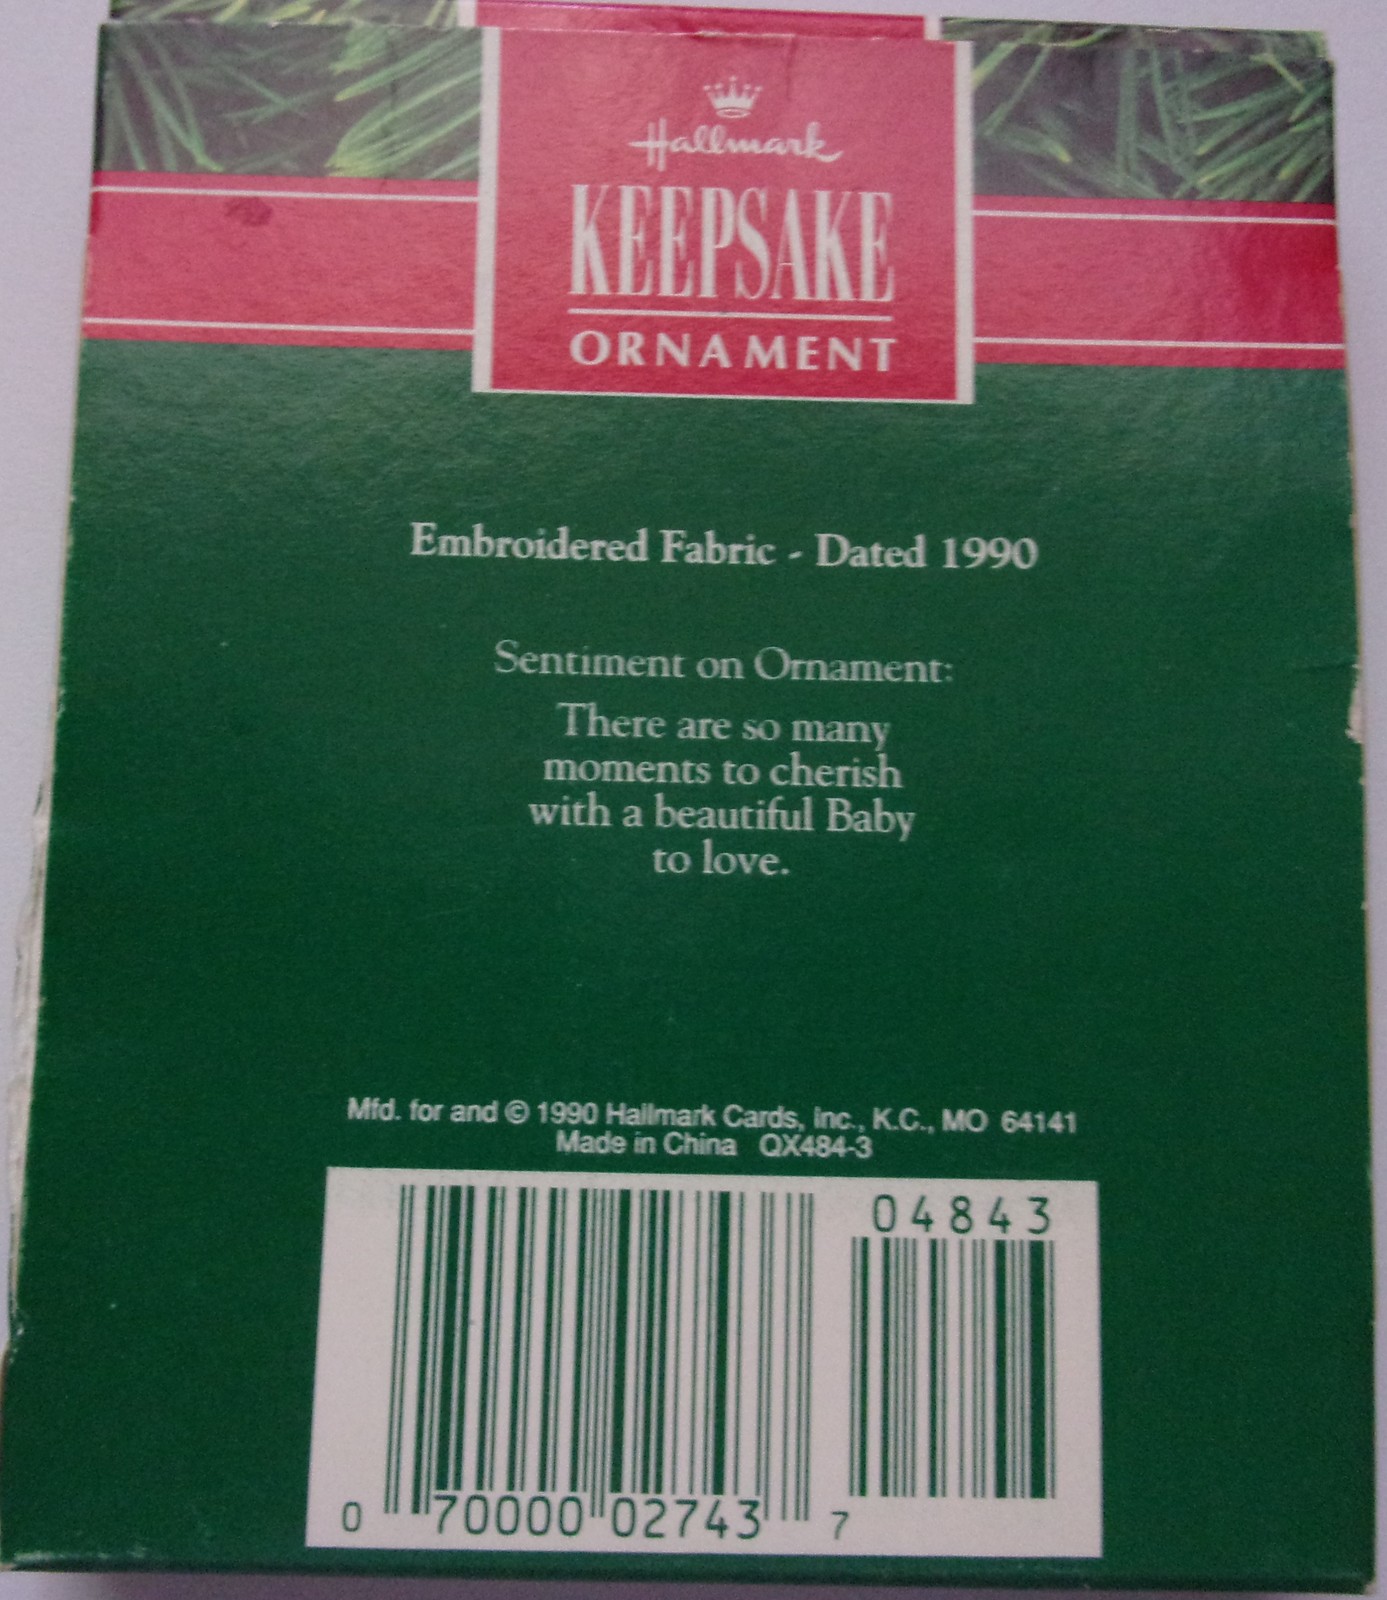 Hallmark
KEEPSAKE
ORNAMENT
Embroidered Fabric - Dated 1990
Sentiment on Ornament:
There are so many
moments to cherish
with a beautiful Baby
to love.
Mfd. for and © 1990 Hallmark Cards, Inc., K.C., MO 64141
Made in China QX484-3
04843
0 70000 02743 7